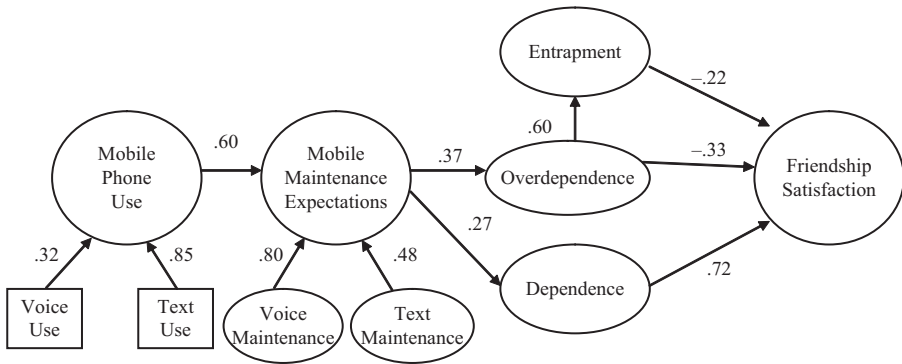 Entrapment
–.22
.60
Mobile
Phone
Use
.60
Mobile
Maintenance
Expectations
.37
Overdependence
–.33
Friendship
Satisfaction
.27
.32
.85
.80
.48
.72
Dependence
Voice
Use
Text
Use
Voice
Maintenance
Text
Maintenance